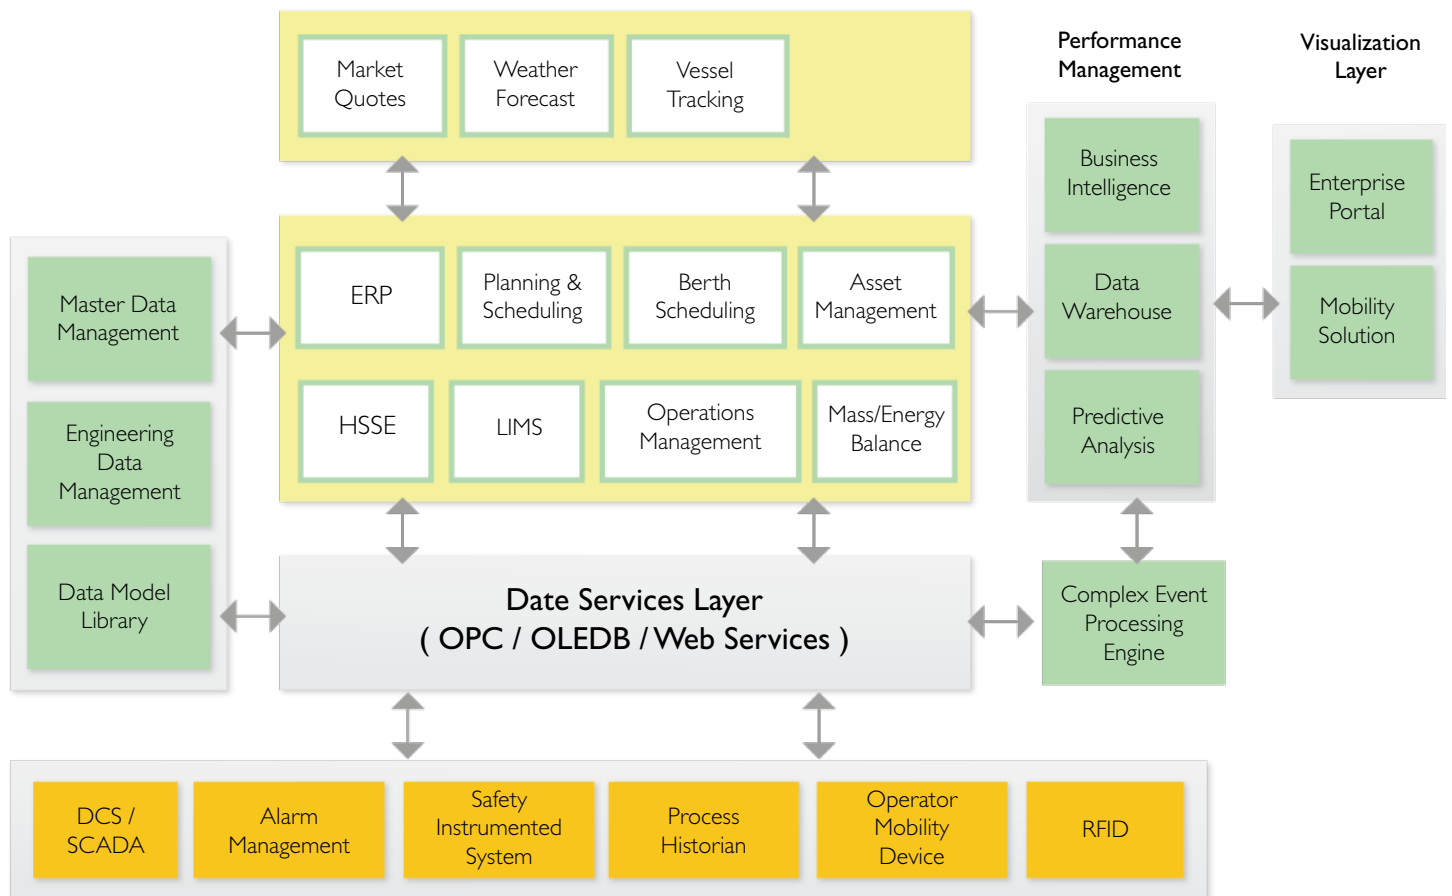 Market
Quotes
Weather
Forecast
Vessel
Tracking
Performance
Management
Visualization
Layer
Business
Intelligence
Enterprise
Portal
Master Data
Management
ERP
Planning &
Scheduling
Berth
Scheduling
Asset
Management
Data
Warehouse
Mobility
Solution
Engineering
Data
Management
HSSE
LIMS
Operations
Management
Mass/Energy
Balance
Predictive
Analysis
Data Model
Library
Date Services Layer
( OPC / OLEDB / Web Services )
Complex Event
Processing
Engine
DCS /
SCADA
Alarm
Management
Safety
Instrumented
System
Process
Historian
Operator
Mobility
Device
RFID